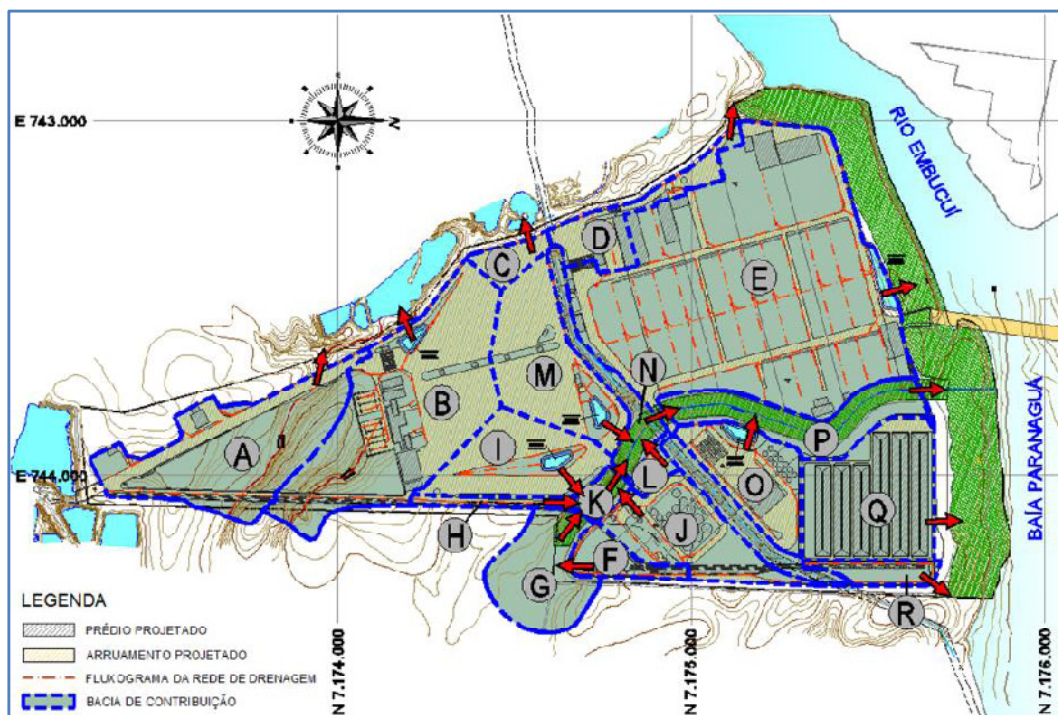 E 743.000
RIO EMBUCUÍ
N
D
C
E
N
M
B
P
A
I
L
O
E 744.000
K
Q
BAÍA PARANAGUÁ
J
H
F
G
R
LEGENDA
PRÉDIO PROJETADO
ARRUAMENTO PROJETADO
FLUXOGRAMA DA REDE DE DRENAGEM
BACIA DE CONTRIBUIÇÃO
N 7.174.000
N 7.175.000
N 7.176.000